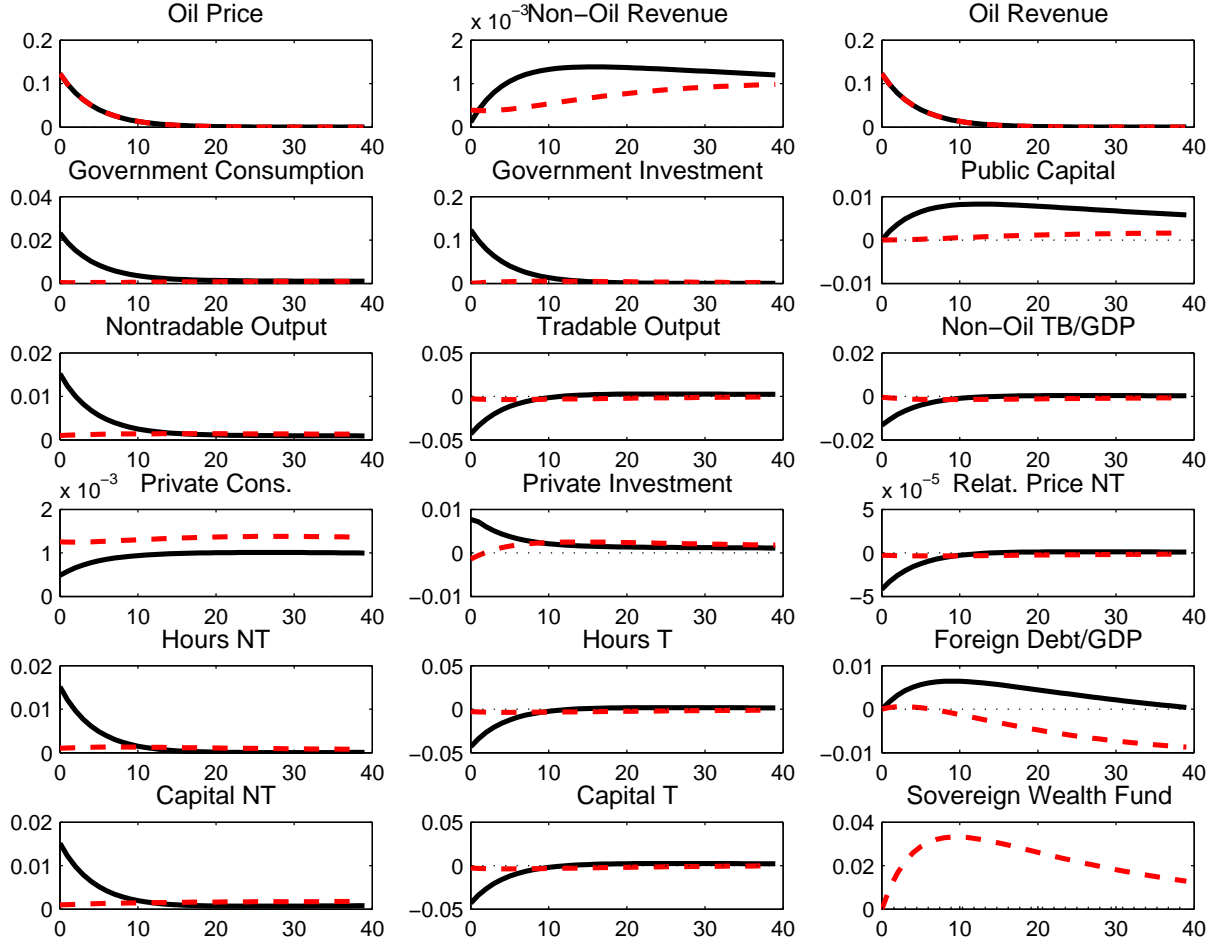 Oil Price
Non−Oil Revenue
Oil Revenue
x 10−3
0.2
0.1
0
0 10 20 30 40
2
1
0
0 10 20 30 40
0.2
0.1
0
0 10 20 30 40
Government Consumption
Government Investment
Public Capital
0.04
0.02
0
0 10 20 30 40
0.2
0.1
0
0 10 20 30 40
0.01
0
−0.01
0 10 20 30 40
Nontradable Output
Tradable Output
Non−Oil TB/GDP
0.02
0.01
0
0 10 20 30 40
0.05
0
−0.05
0 10 20 30 40
0.02
0
−0.02
0 10 20 30 40
x 10−3 Private Cons.
Private Investment
x 10−5 Relat. Price NT
2
1
0
0 10 20 30 40
0.01
0
−0.01
0 10 20 30 40
5
0
−5
0 10 20 30 40
Hours NT
Hours T
Foreign Debt/GDP
0.02
0.01
0
0 10 20 30 40
0.05
0
−0.05
0 10 20 30 40
0.01
0
−0.01
0 10 20 30 40
Capital NT
Capital T
Sovereign Wealth Fund
0.02
0.01
0
0 10 20 30 40
0.05
0
−0.05
0 10 20 30 40
0.04
0.02
0
0 10 20 30 40